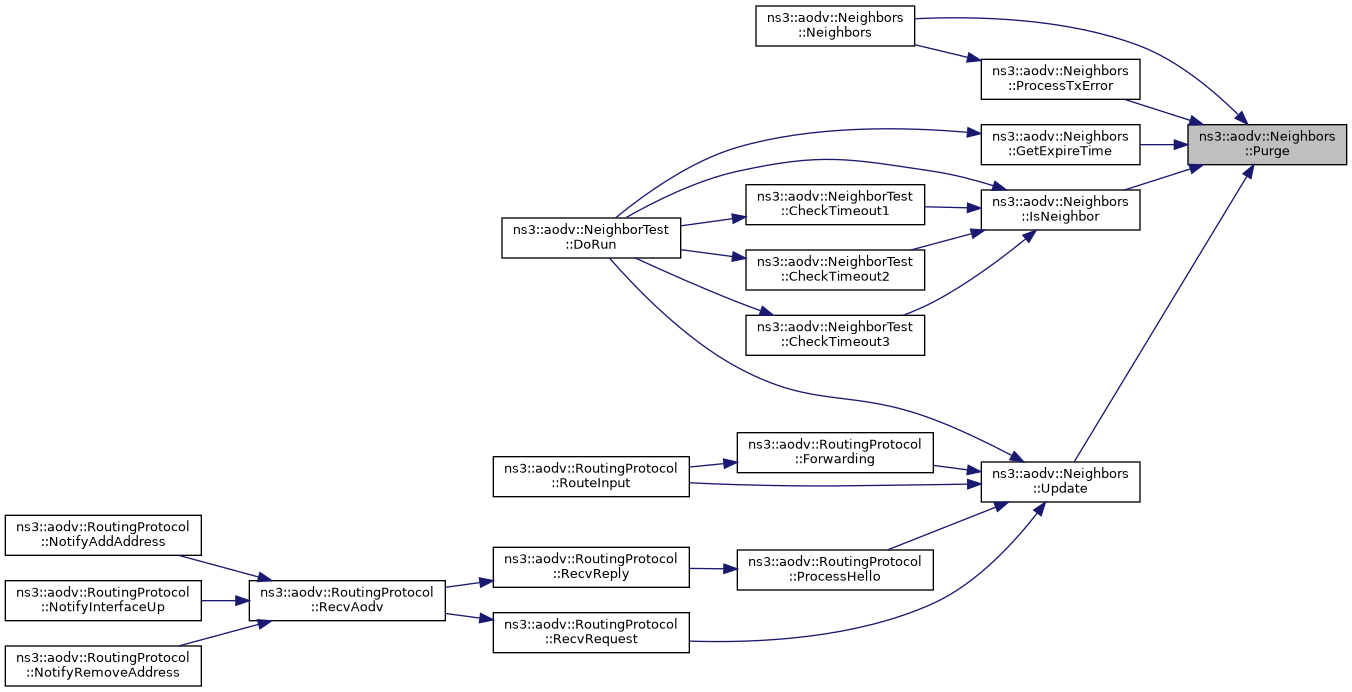 ns3::aodv::Neighbors
::Neighbors
ns3::aodv::Neighbors
::ProcessTxError
ns3::aodv::Neighbors
::GetExpireTime
ns3::aodv::Neighbors
::Purge
ns3::aodv::NeighborTest
::CheckTimeout1
ns3::aodv::Neighbors
::IsNeighbor
ns3::aodv::NeighborTest
::DoRun
ns3::aodv::NeighborTest
::CheckTimeout2
ns3::aodv::NeighborTest
::CheckTimeout3
ns3::aodv::RoutingProtocol
::Forwarding
ns3::aodv::RoutingProtocol
::RouteInput
ns3::aodv::Neighbors
::Update
ns3::aodv::RoutingProtocol
::NotifyAddAddress
ns3::aodv::RoutingProtocol
::RecvReply
ns3::aodv::RoutingProtocol
::ProcessHello
ns3::aodv::RoutingProtocol
::NotifyInterfaceUp
ns3::aodv::RoutingProtocol
::RecvAodv
ns3::aodv::RoutingProtocol
::RecvRequest
ns3::aodv::RoutingProtocol
::NotifyRemoveAddress